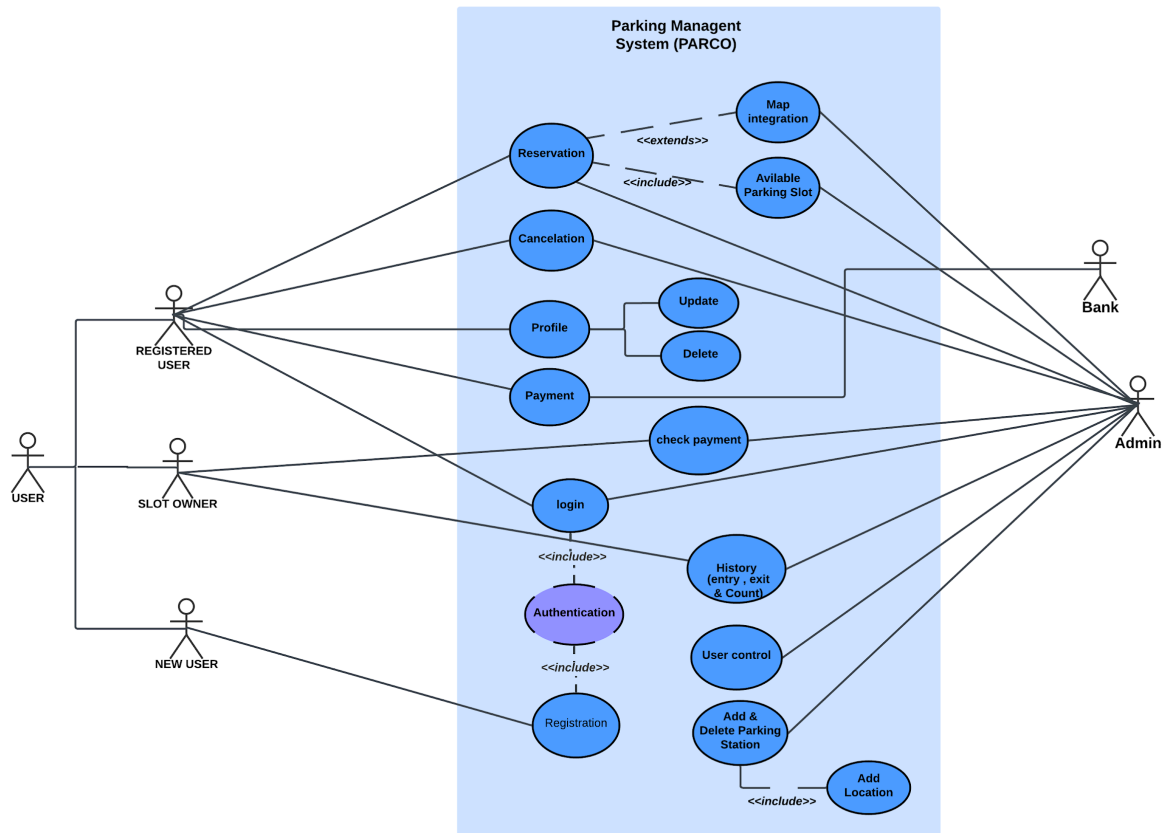 Parking Managent
System (PARCO)
Map
integration
<<extends>>
Reservation
<<include>>
Avilable
Parking Slot
Cancelation
Bank
Update
Profile
REGISTERED
USER
Delete
Payment
check payment
Admin
USER
SLOT OWNER
login
<<include>>
History
(entry , exit
& Count)
Authentication
User control
NEW USER
<<include>>
Registration
Add &
Delete Parking
Station
Add
Location
<<include>>